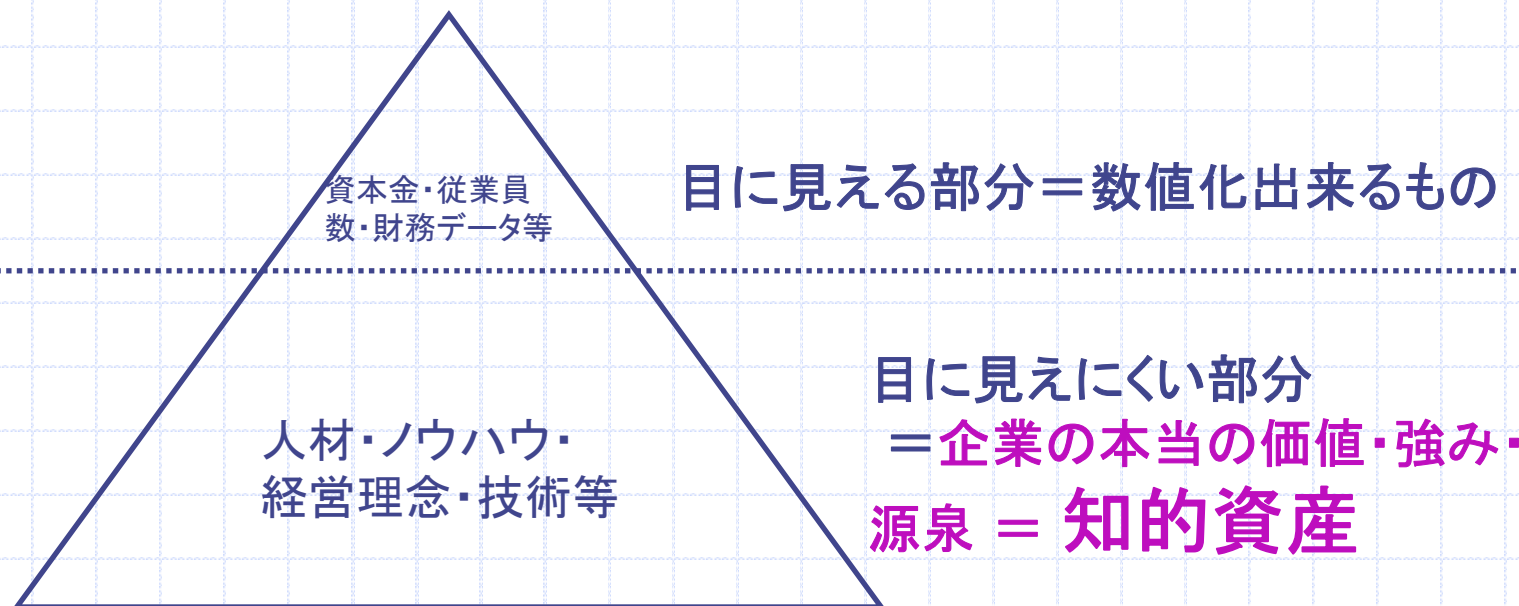 資本金・従業員
数・財務データ等
目に見える部分＝数値化出来るもの
人材・ノウハウ・
経営理念・技術等
目に見えにくい部分
＝企業の本当の価値・強み・
源泉 ＝ 知的資産